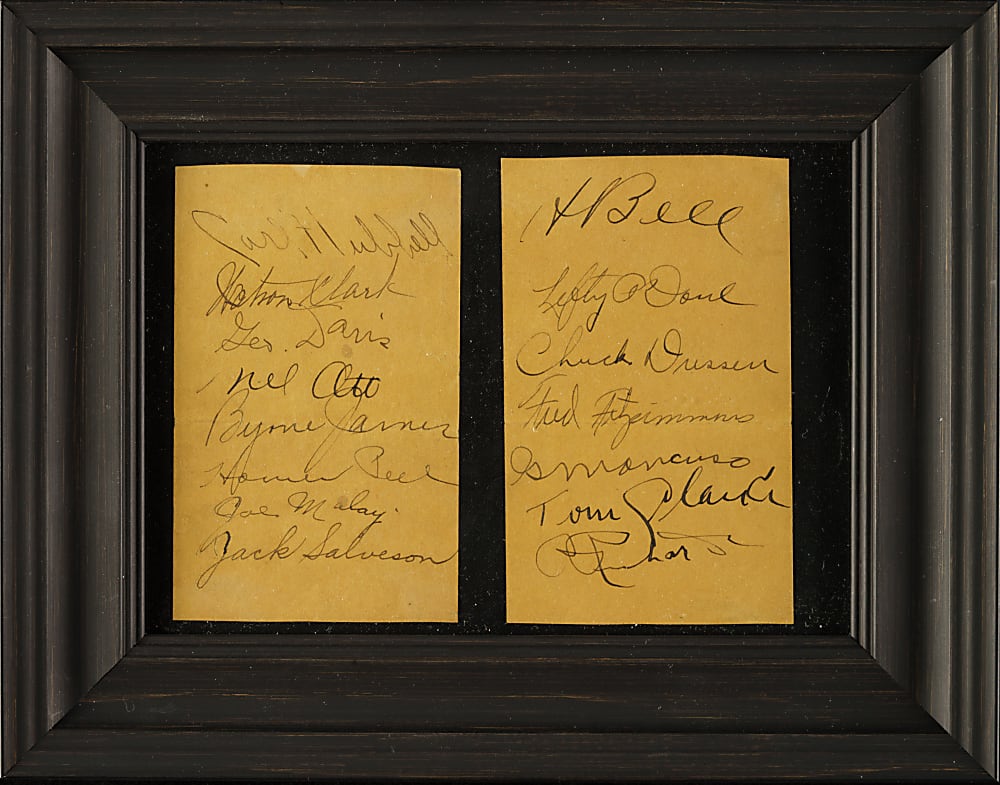 Carl Hubbell
Watson Clark
Geo. Davis
Mel Ott
Byrne James
Homer Peel
Joe Malay.
Jack Salveson
H Bell
Lefty O'Doul
Chuck Dressen
Fred Fitzsimmons
G Mancuso
Tom Clarke